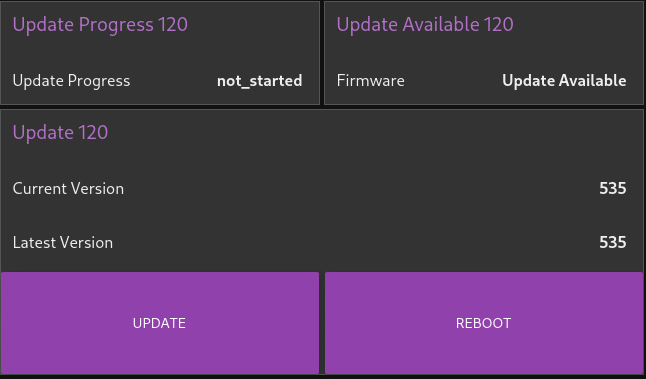 Update Progress 120
Update Progress not_started
Update Available 120
Firmware Update Available
Update 120
Current Version 535
Latest Version 535
UPDATE
REBOOT